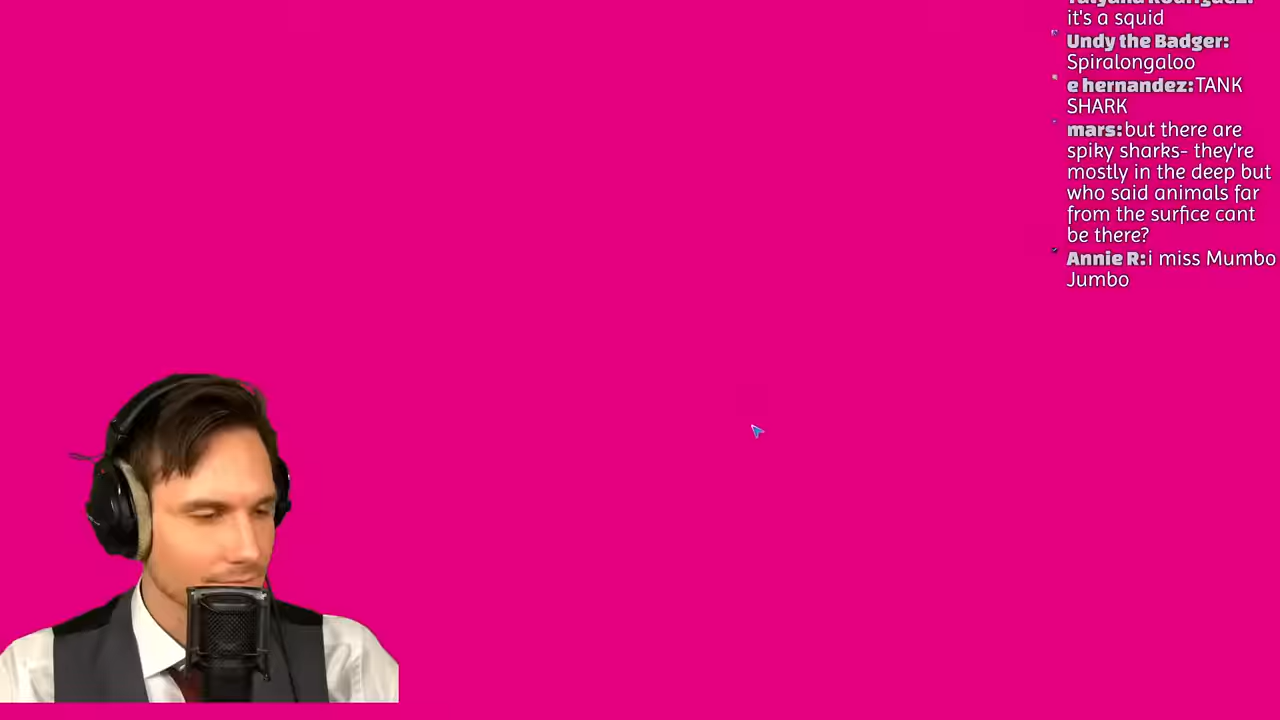 it's a squid
Undy the Badger:
Spiralongaloo
e hernandez: TANK
SHARK
mars: but there are
spiky sharks- they're
mostly in the deep but
who said animals far
from the surfice cant
be there?
Annie R: i miss Mumbo
Jumbo